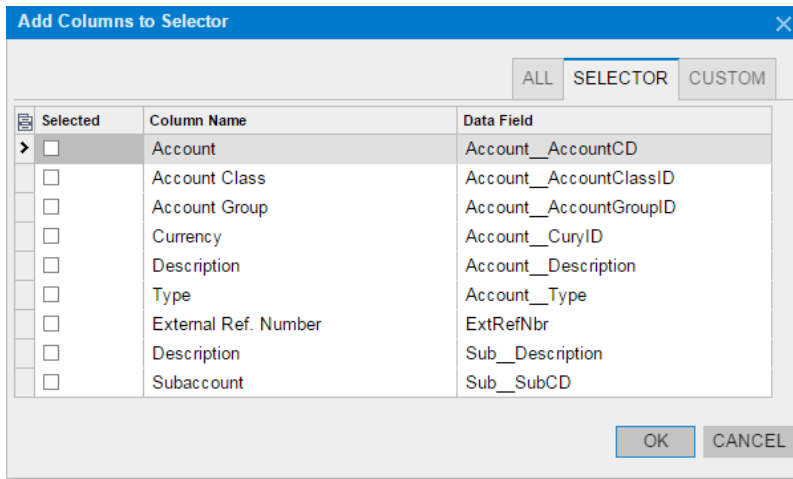 Add Columns to Selector
ALL SELECTOR CUSTOM
Selected Column Name Data Field
Account Account__AccountCD
Account Class Account__AccountClassID
Account Group Account__AccountGroupID
Currency Account__CuryID
Description Account__Description
Type Account__Type
External Ref. Number ExtRefNbr
Description Sub__Description
Subaccount Sub__SubCD
OK CANCEL